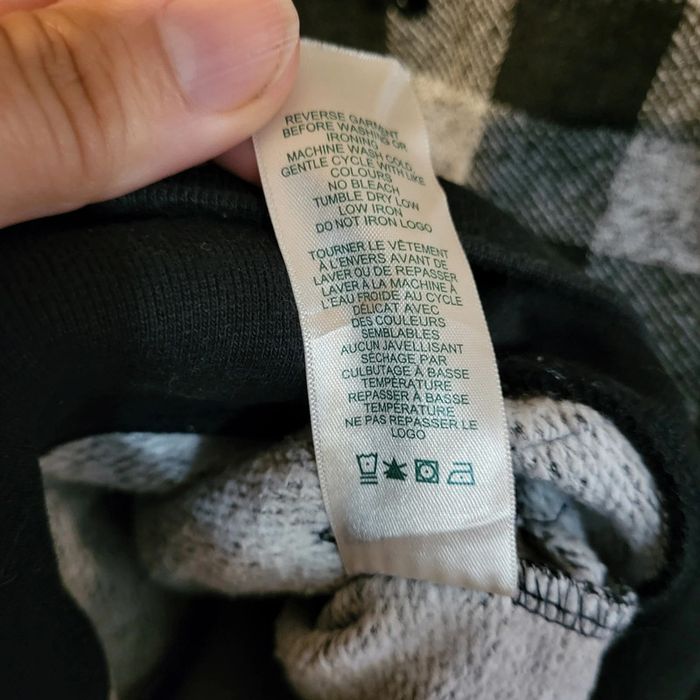 REVERSE GARMENT
BEFORE WASHING OR
IRONING
MACHINE WASH COLD
GENTLE CYCLE WITH LIKE
COLOURS
NO BLEACH
TUMBLE DRY LOW
LOW IRON
DO NOT IRON LOGO
TOURNER LE VÊTEMENT
À L'ENVERS AVANT DE
LAVER OU DE REPASSER
LAVER À LA MACHINE À
L'EAU FROIDE AU CYCLE
DÉLICAT AVEC
DES COULEURS
SEMBLABLES
AUCUN JAVELLISANT
SÉCHAGE PAR
CULBUTAGE À BASSE
TEMPÉRATURE
REPASSER À BASSE
TEMPÉRATURE
NE PAS REPASSER LE
LOGO